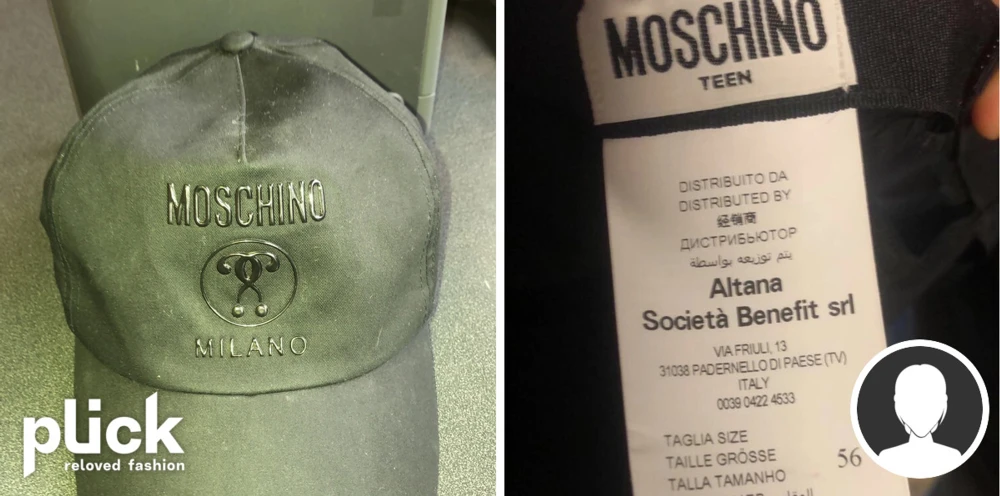 MOSCHINO
MILANO
plick
reloved fashion
MOSCHINO
TEEN
DISTRIBUITO DA
DISTRIBUTED BY
经销商
ДИСТРИБЬЮТОР
يتم توزيعه بواسطة
Altana
Società Benefit srl
VIA FRIULI, 13
31038 PADERNELLO DI PAESE (TV)
ITALY
0039 0422 4533
TAGLIA SIZE
TAILLE GRÖSSE 56
TALLA TAMANHO